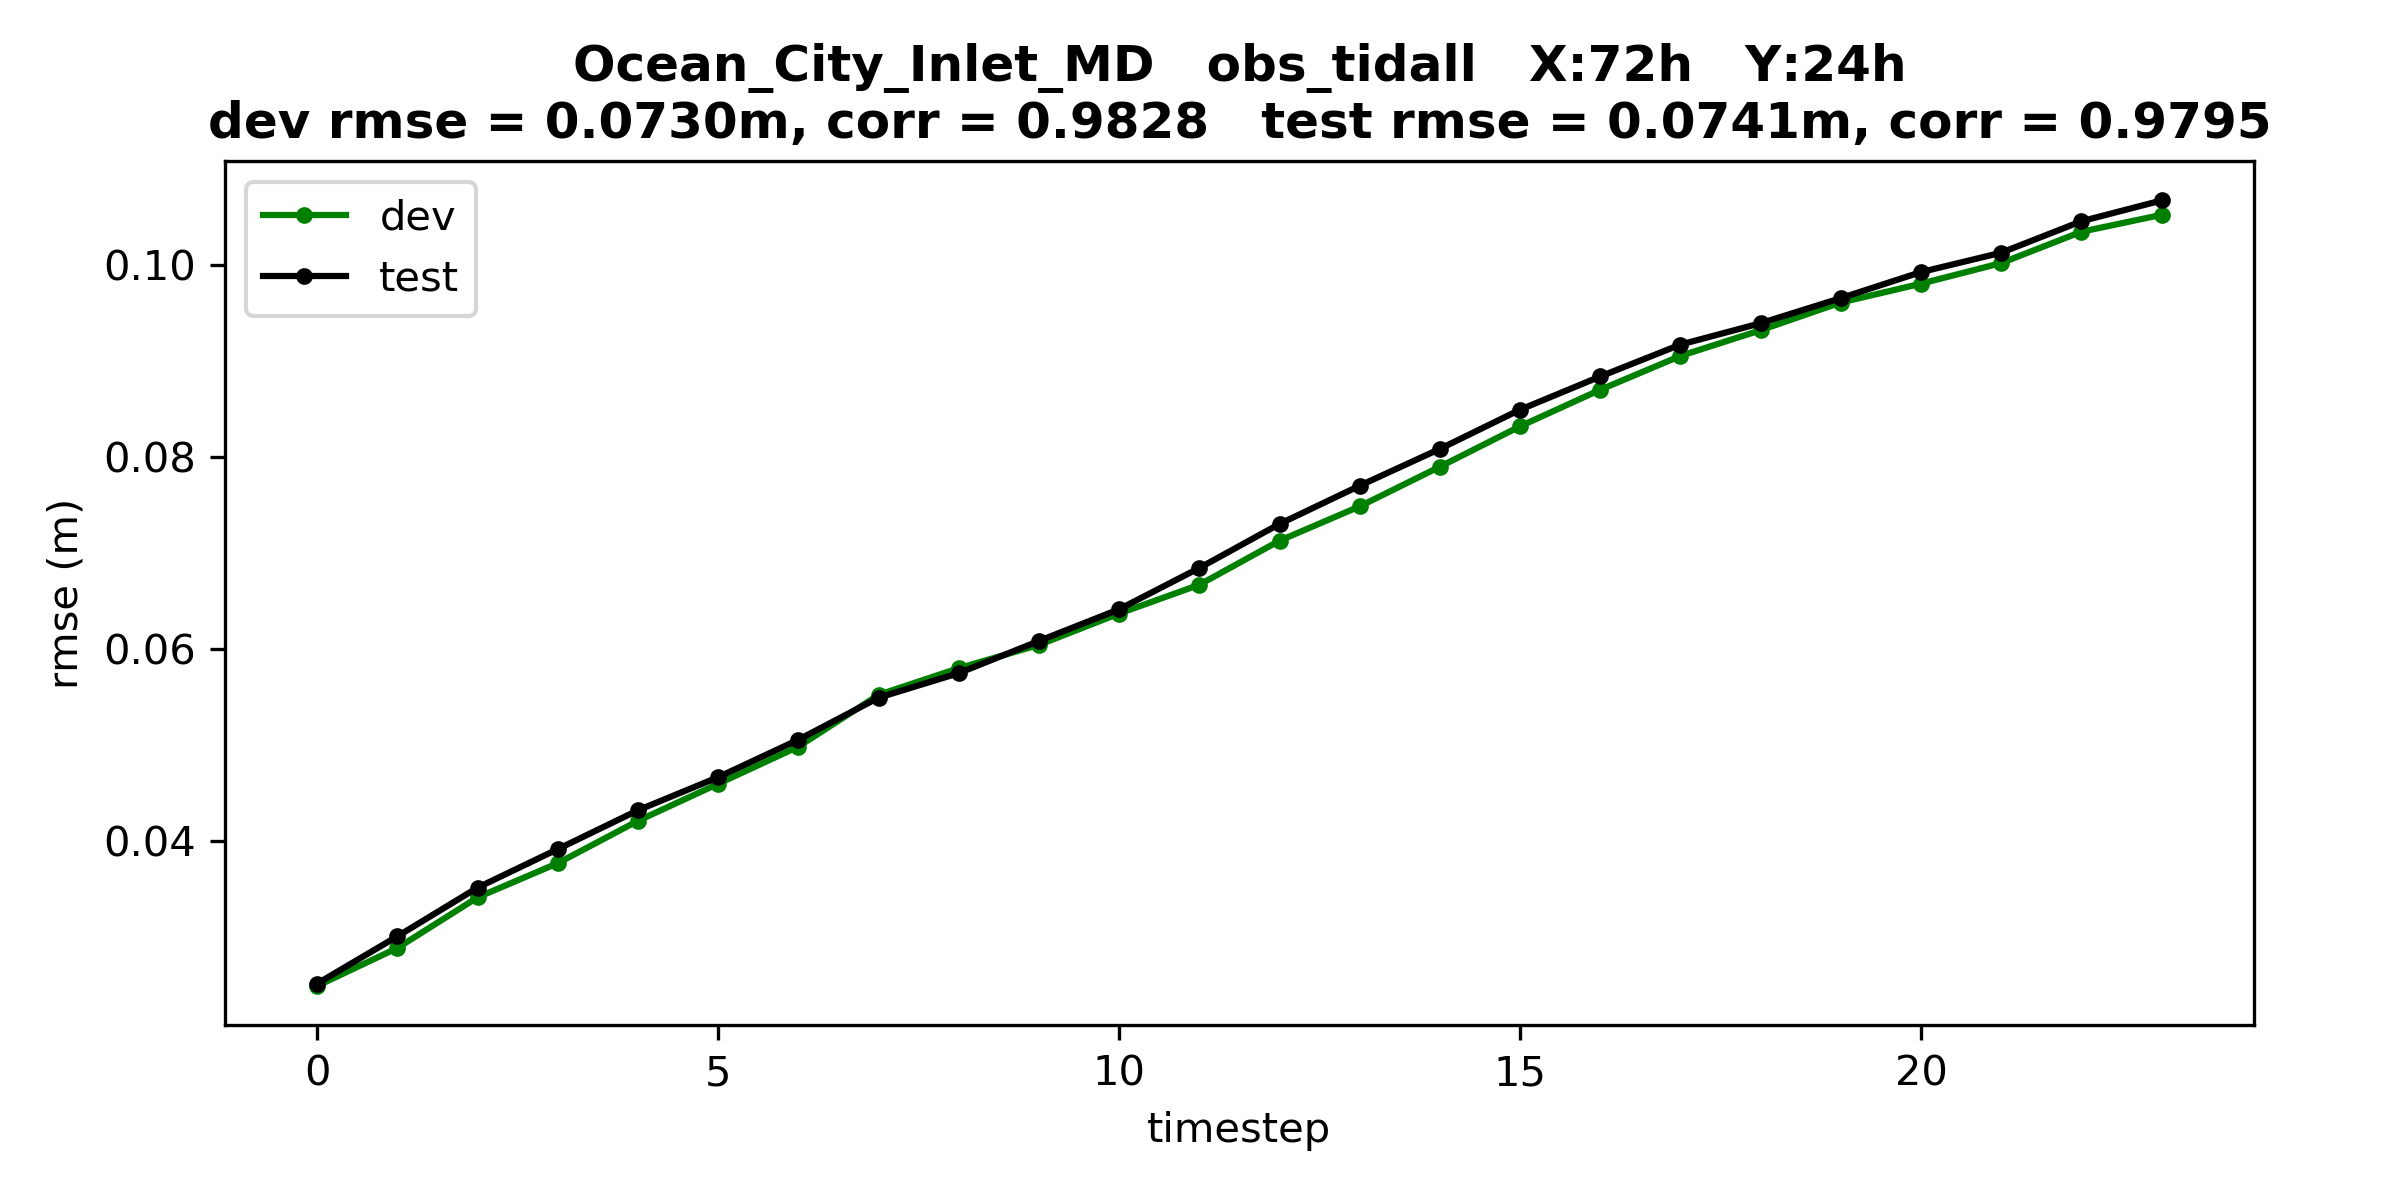 Ocean_City_Inlet_MD   obs_tidall   X:72h   Y:24h
dev rmse = 0.0730m, corr = 0.9828   test rmse = 0.0741m, corr = 0.9795
dev
test
0.10
0.08
0.06
0.04
rmse (m)
0 5 10 15 20
timestep